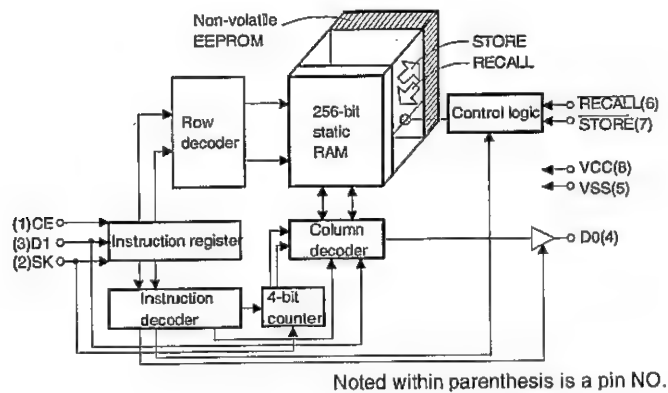 Non-volatile
EEPROM
STORE
RECALL
Row
decoder
256-bit
static
RAM
Control logic
RECALL(6)
STORE(7)
VCC(8)
VSS(5)
(1)CE
(3)D1
(2)SK
Instruction register
Column
decoder
D0(4)
Instruction
decoder
4-bit
counter
Noted within parenthesis is a pin NO.